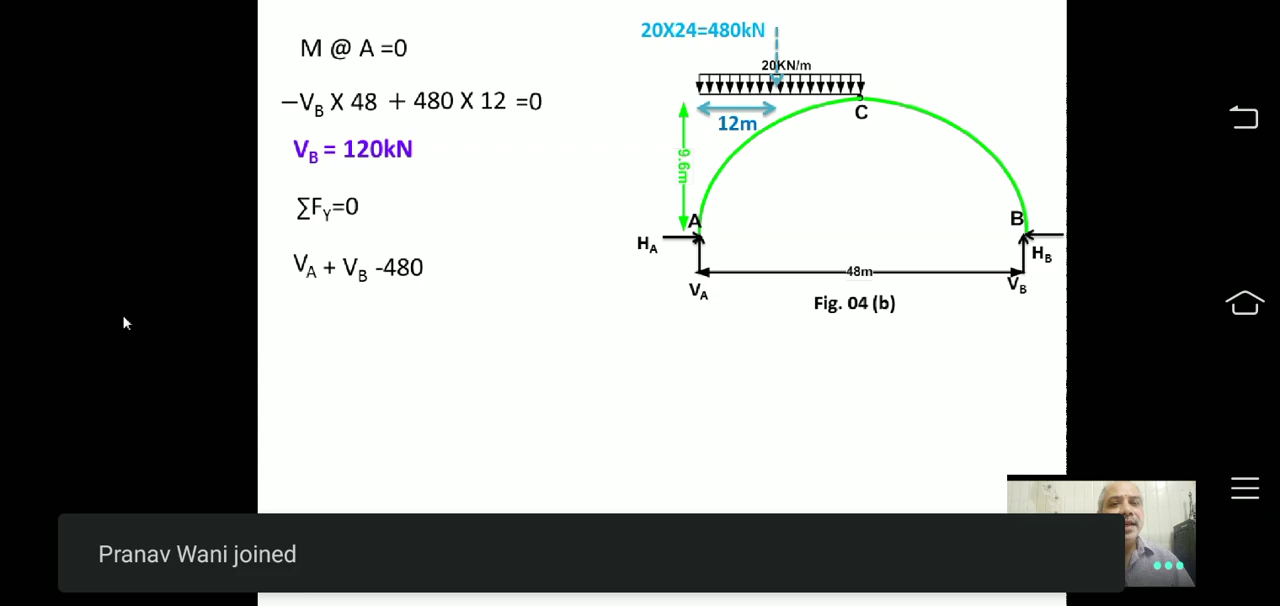 M @ A =0
−VB X 48 + 480 X 12 =0
VB = 120kN
∑FY=0
VA + VB -480
20X24=480kN
20KN/m
12m
C
9.6m
A
B
HA
HB
48m
VA
VB
Fig. 04 (b)
Pranav Wani joined